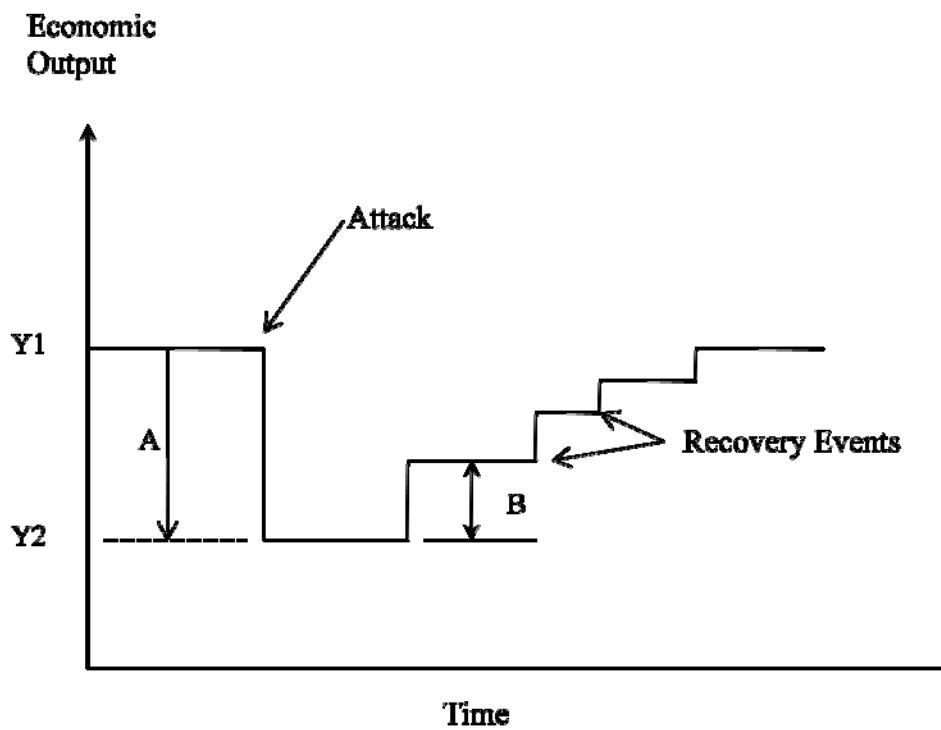 Economic
Output
Attack
Y1
A
Recovery Events
B
Y2
Time